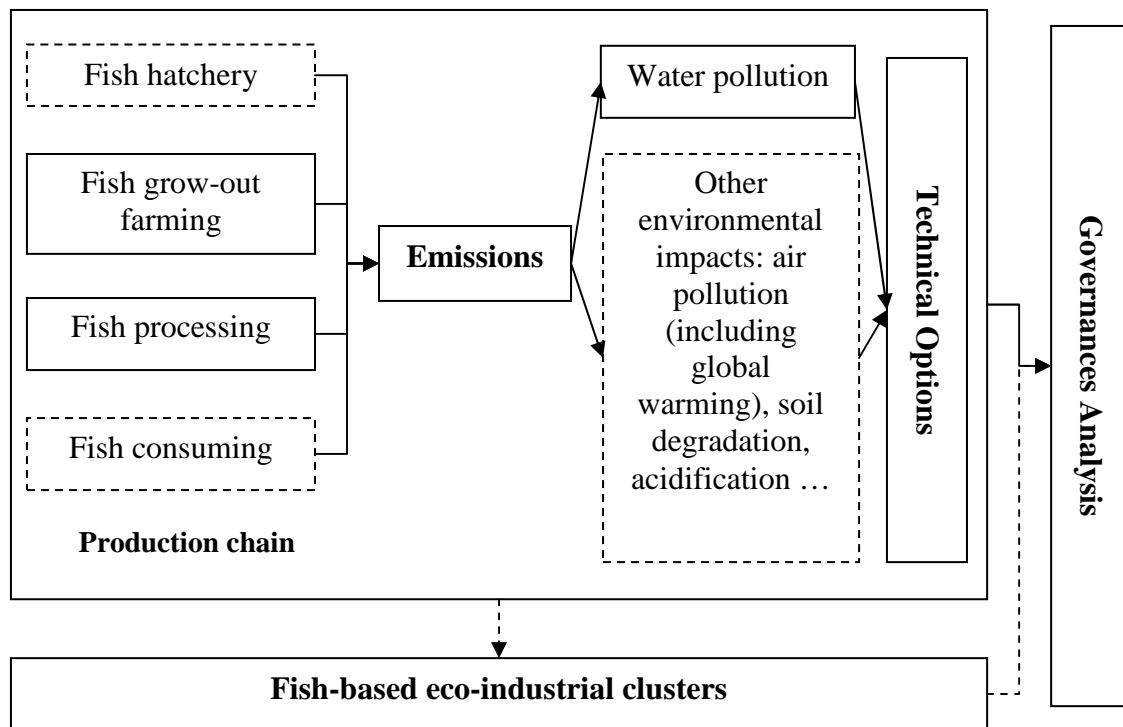 Fish hatchery
Fish grow-out
farming
Fish processing
Fish consuming
Production chain
Emissions
Water pollution
Other
environmental
impacts: air
pollution
(including
global
warming), soil
degradation,
acidification …
Technical Options
Governances Analysis
Fish-based eco-industrial clusters